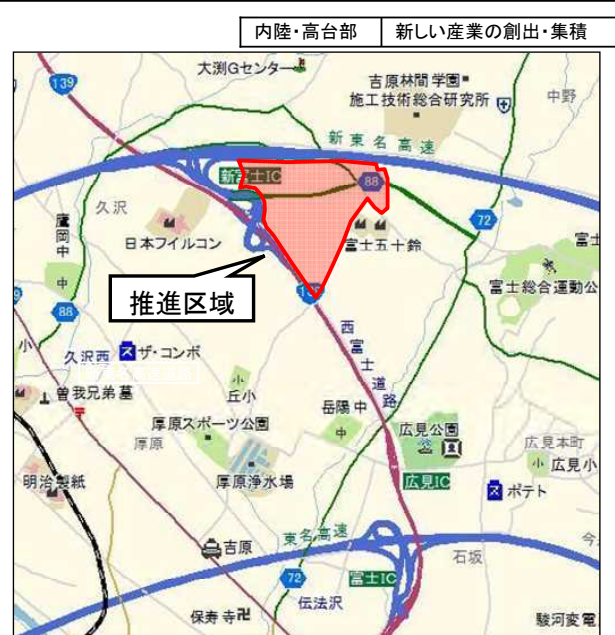 内陸・高台部 新しい産業の創出・集積
139
大渕Gセンター
吉原林間学園
施工技術総合研究所
中野
新東名高速
新富士IC
88
久沢
鷹岡中
中
日本フイルコン
富士五十鈴
72
富士
富士総合運動公
推進区域
139
88
小
久沢西
ザ・コンボ
西富士道路
曽我兄弟墓
小
丘小
岳陽中
中
厚原スポーツ公園
厚原
広見公園
広見本町
小 広見小
明治製紙
厚原浄水場
広見IC
ポテト
吉原
東名高速
今
石坂
72
富士IC
保寿寺
伝法沢
駿河変電